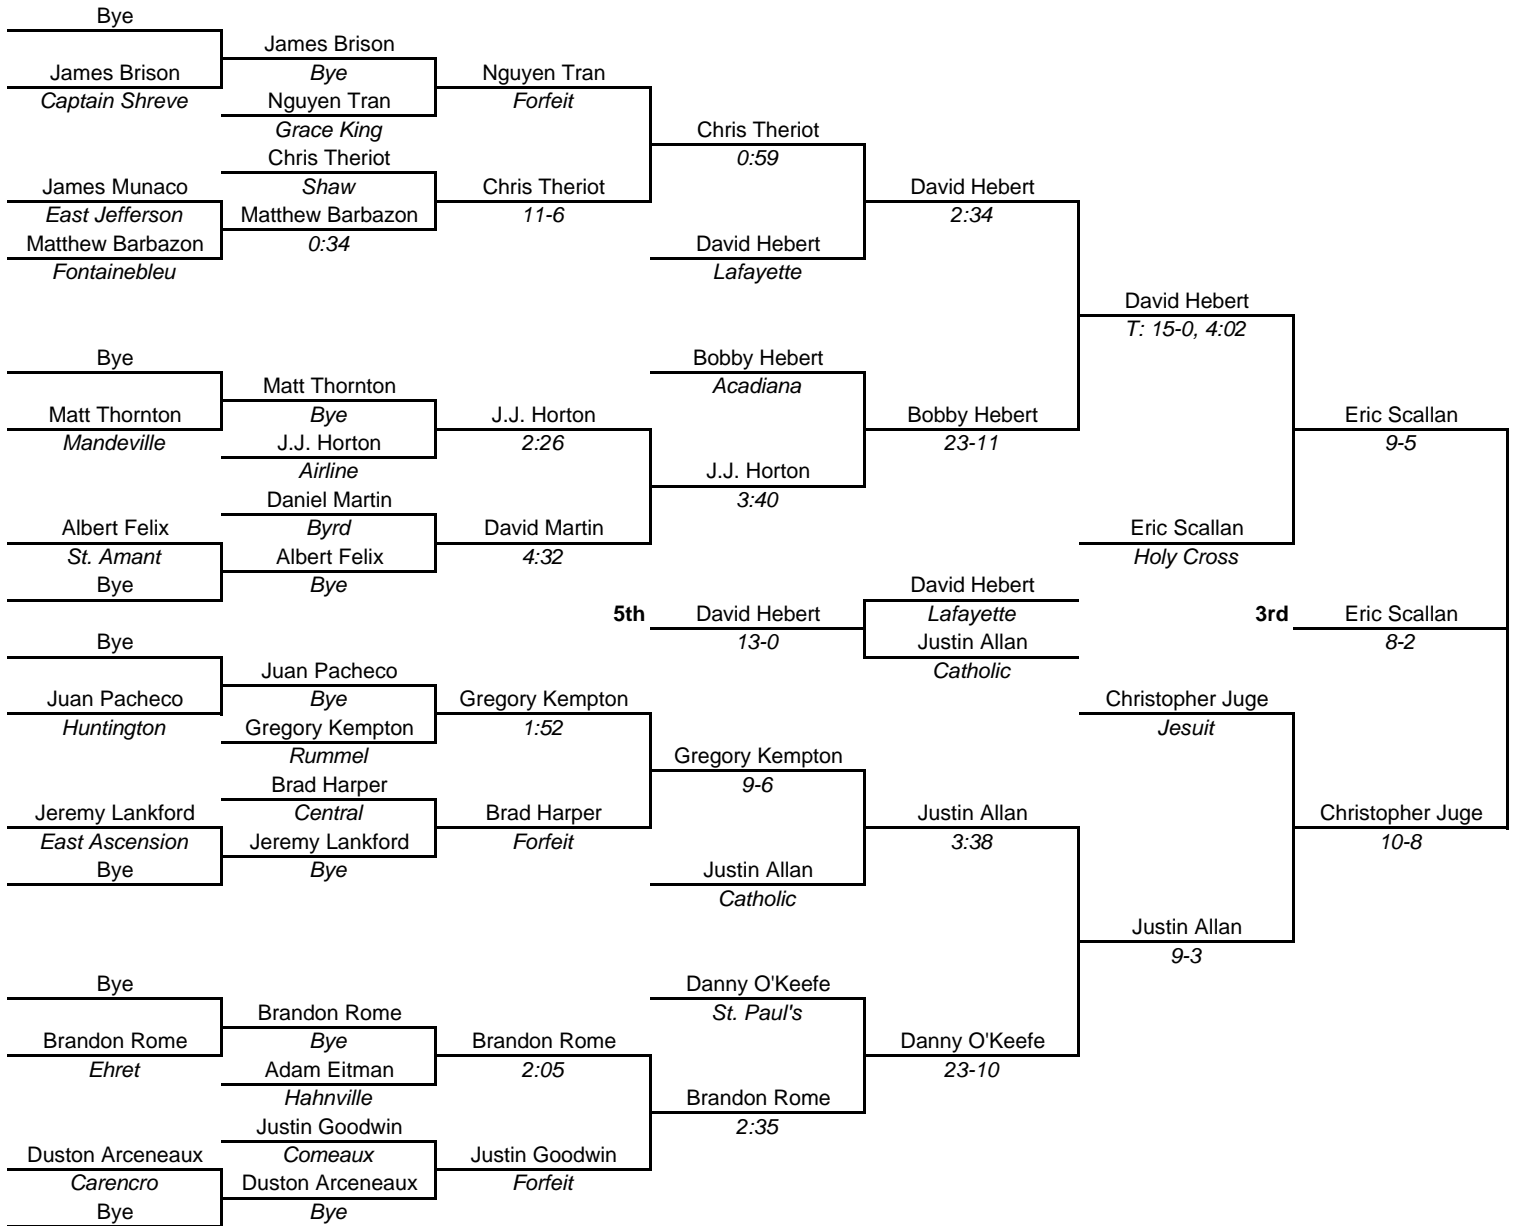 Bye
James Brison
James Brison
Bye
Nguyen Tran
Captain Shreve
Nguyen Tran
Forfeit
Grace King
Chris Theriot
Chris Theriot
0:59
James Munaco
Shaw
Chris Theriot
David Hebert
East Jefferson
Matthew Barbazon
11-6
2:34
Matthew Barbazon
0:34
David Hebert
Fontainebleu
Lafayette
David Hebert
T: 15-0, 4:02
Bye
Bobby Hebert
Matt Thornton
Acadiana
Matt Thornton
Bye
J.J. Horton
Bobby Hebert
Eric Scallan
Mandeville
J.J. Horton
2:26
23-11
9-5
Airline
J.J. Horton
Daniel Martin
3:40
Albert Felix
Byrd
David Martin
Eric Scallan
St. Amant
Albert Felix
4:32
Holy Cross
Bye
Bye
David Hebert
5th
David Hebert
Lafayette
3rd
Eric Scallan
Bye
13-0
Justin Allan
8-2
Juan Pacheco
Catholic
Juan Pacheco
Bye
Gregory Kempton
Christopher Juge
Huntington
Gregory Kempton
1:52
Jesuit
Rummel
Gregory Kempton
Brad Harper
9-6
Jeremy Lankford
Central
Brad Harper
Justin Allan
Christopher Juge
East Ascension
Jeremy Lankford
Forfeit
3:38
10-8
Bye
Bye
Justin Allan
Catholic
Justin Allan
9-3
Bye
Danny O'Keefe
Brandon Rome
St. Paul's
Brandon Rome
Bye
Brandon Rome
Danny O'Keefe
Ehret
Adam Eitman
2:05
23-10
Hahnville
Brandon Rome
Justin Goodwin
2:35
Duston Arceneaux
Comeaux
Justin Goodwin
Carencro
Duston Arceneaux
Forfeit
Bye
Bye